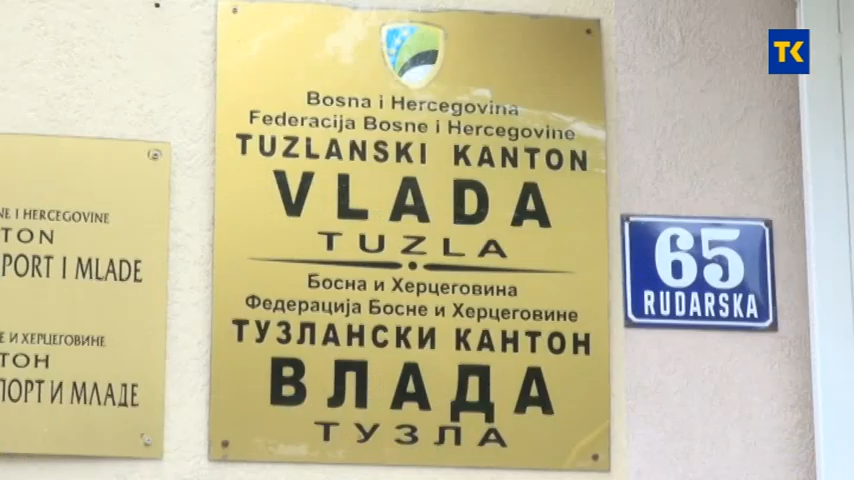 TK
Bosna i Hercegovina
Federacija Bosne i Hercegovine
TUZLANSKI KANTON
VLADA
TUZLA
Босна и Херцеговина
Федерација Босне и Херцеговине
ТУЗЛАНСКИ КАНТОН
ВЛАДА
ТУЗЛА
NE I HERCEGOVINE
TON
PORT I MLADE
Е И ХЕРЦЕГОВИНЕ
ТОН
ПОРТ И МЛАДЕ
65
RUDARSKA